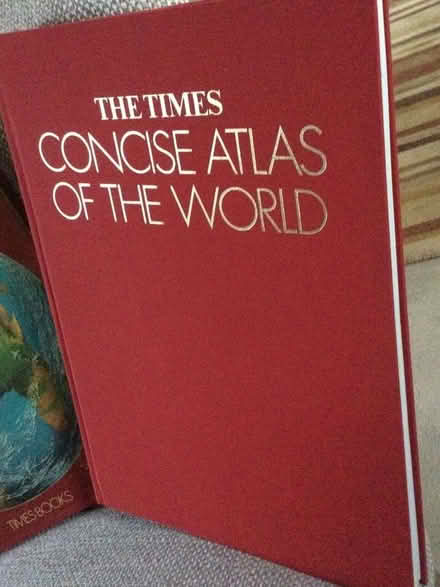 THE TIMES
CONCISE ATLAS
OF THE WORLD
TIMES BOOKS